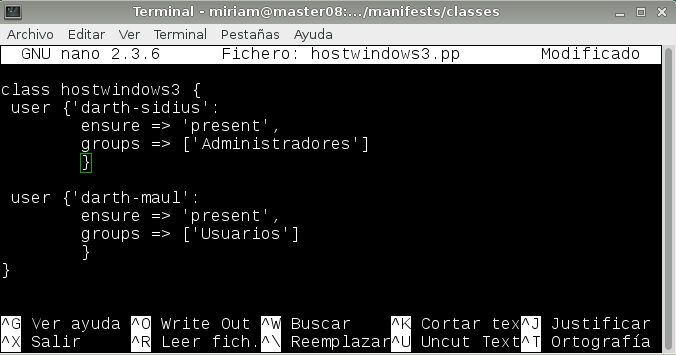 Terminal - miriam@master08:.../manifests/classes
Archivo Editar Ver Terminal Pestañas Ayuda
GNU nano 2.3.6 Fichero: hostwindows3.pp Modificado
class hostwindows3 {
user {'darth-sidius':
ensure => 'present',
groups => ['Administradores']
}
user {'darth-maul':
ensure => 'present',
groups => ['Usuarios']
}
}
^G Ver ayuda ^O Write Out ^W Buscar ^K Cortar tex ^J Justificar
^X Salir ^R Leer fich. ^\ Reemplazar ^U Uncut Text ^T Ortografía